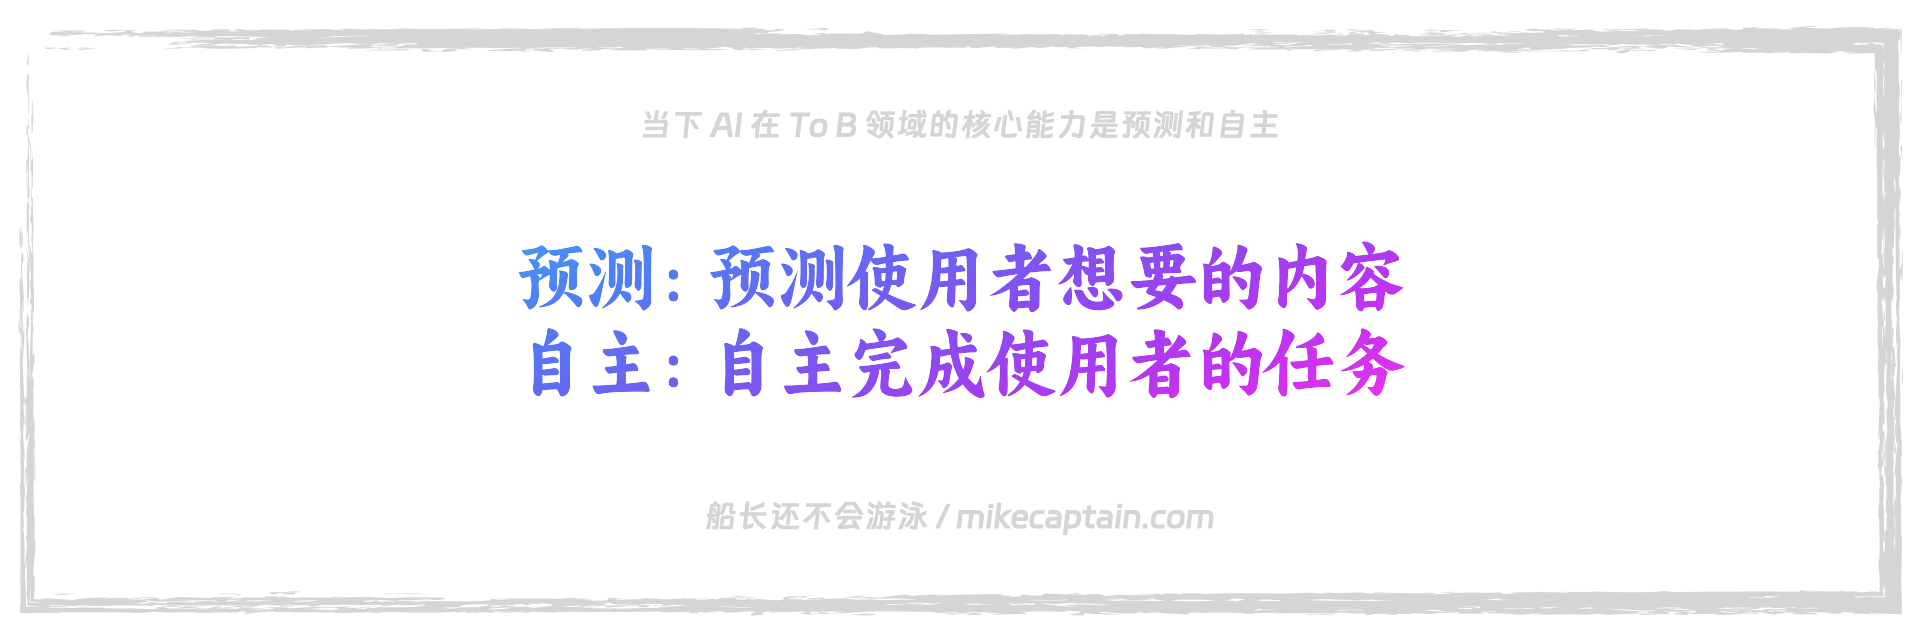 当下 AI 在 To B 领域的核心能力是预测和自主
预测：预测使用者想要的内容
自主：自主完成使用者的任务
船长还不会游泳 / mikecaptain.com